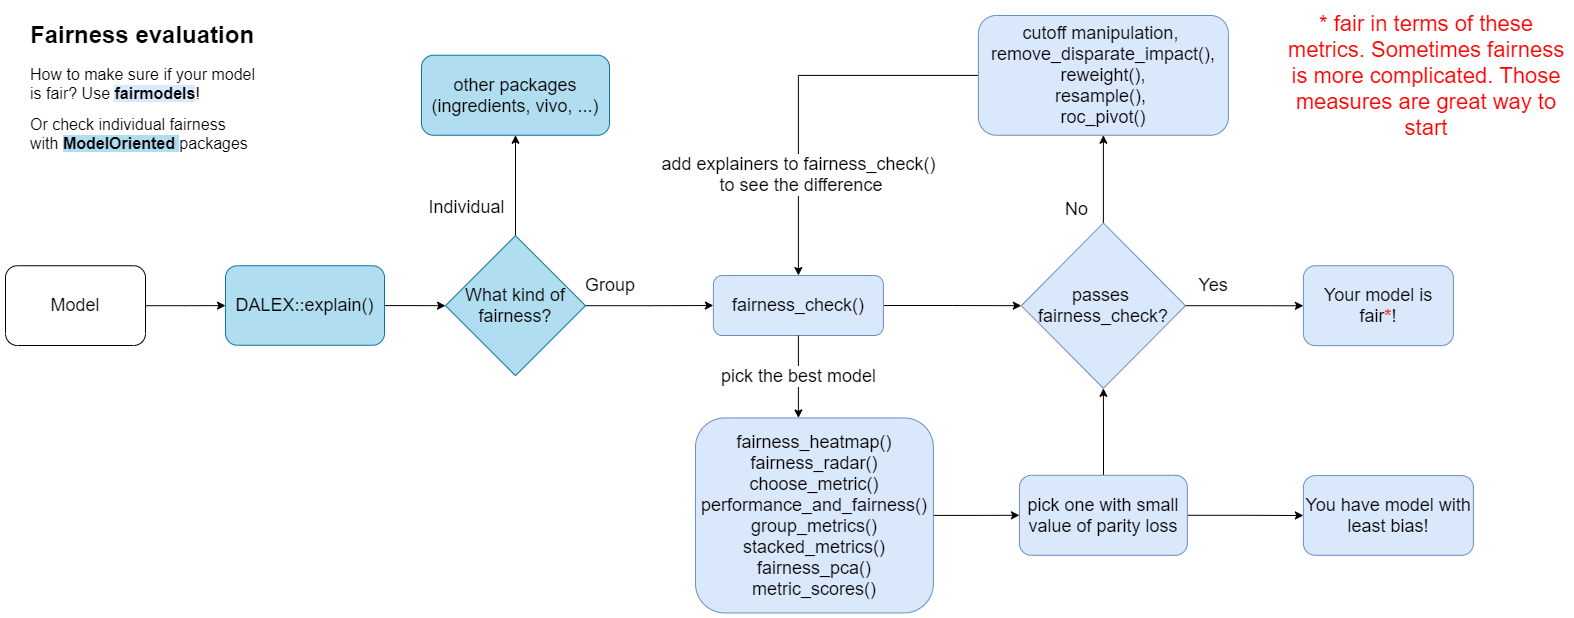 Fairness evaluation
How to make sure if your model
is fair? Use fairmodels!
Or check individual fairness
with ModelOriented packages
other packages
(ingredients, vivo, ...)
cutoff manipulation,
remove_disparate_impact(),
reweight(),
resample(),
roc_pivot()
* fair in terms of these
metrics. Sometimes fairness
is more complicated. Those
measures are great way to
start
add explainers to fairness_check()
to see the difference
Individual
No
Model
DALEX::explain()
What kind of
fairness?
Group
fairness_check()
passes
fairness_check?
Yes
Your model is
fair*!
pick the best model
fairness_heatmap()
fairness_radar()
choose_metric()
performance_and_fairness()
group_metrics()
stacked_metrics()
fairness_pca()
metric_scores()
pick one with small
value of parity loss
You have model with
least bias!